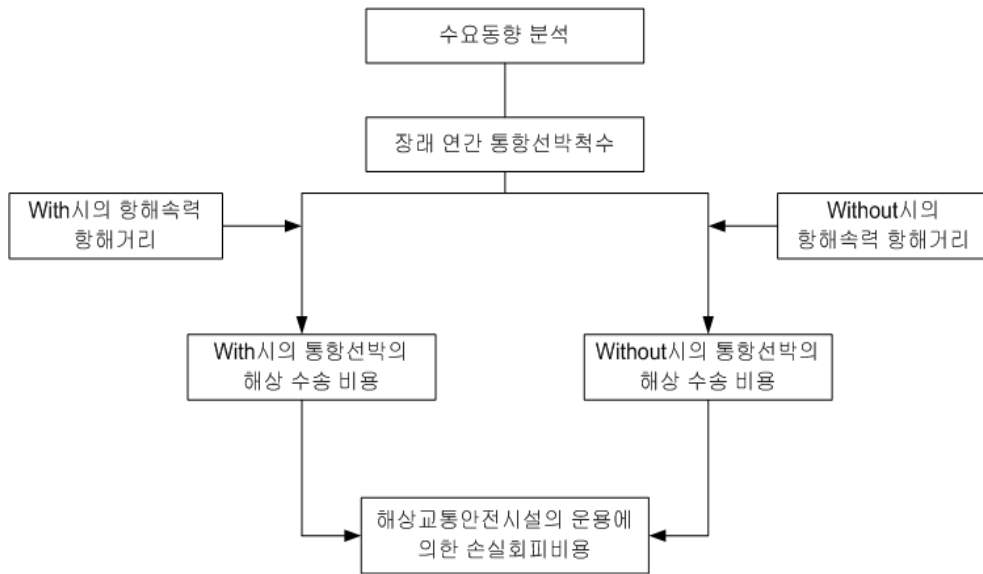 수요동향 분석
장래 연간 통항선박척수
With시의 항해속력
항해거리
Without시의
항해속력 항해거리
With시의 통항선박의
해상 수송 비용
Without시의 통항선박의
해상 수송 비용
해상교통안전시설의 운용에
의한 손실회피비용